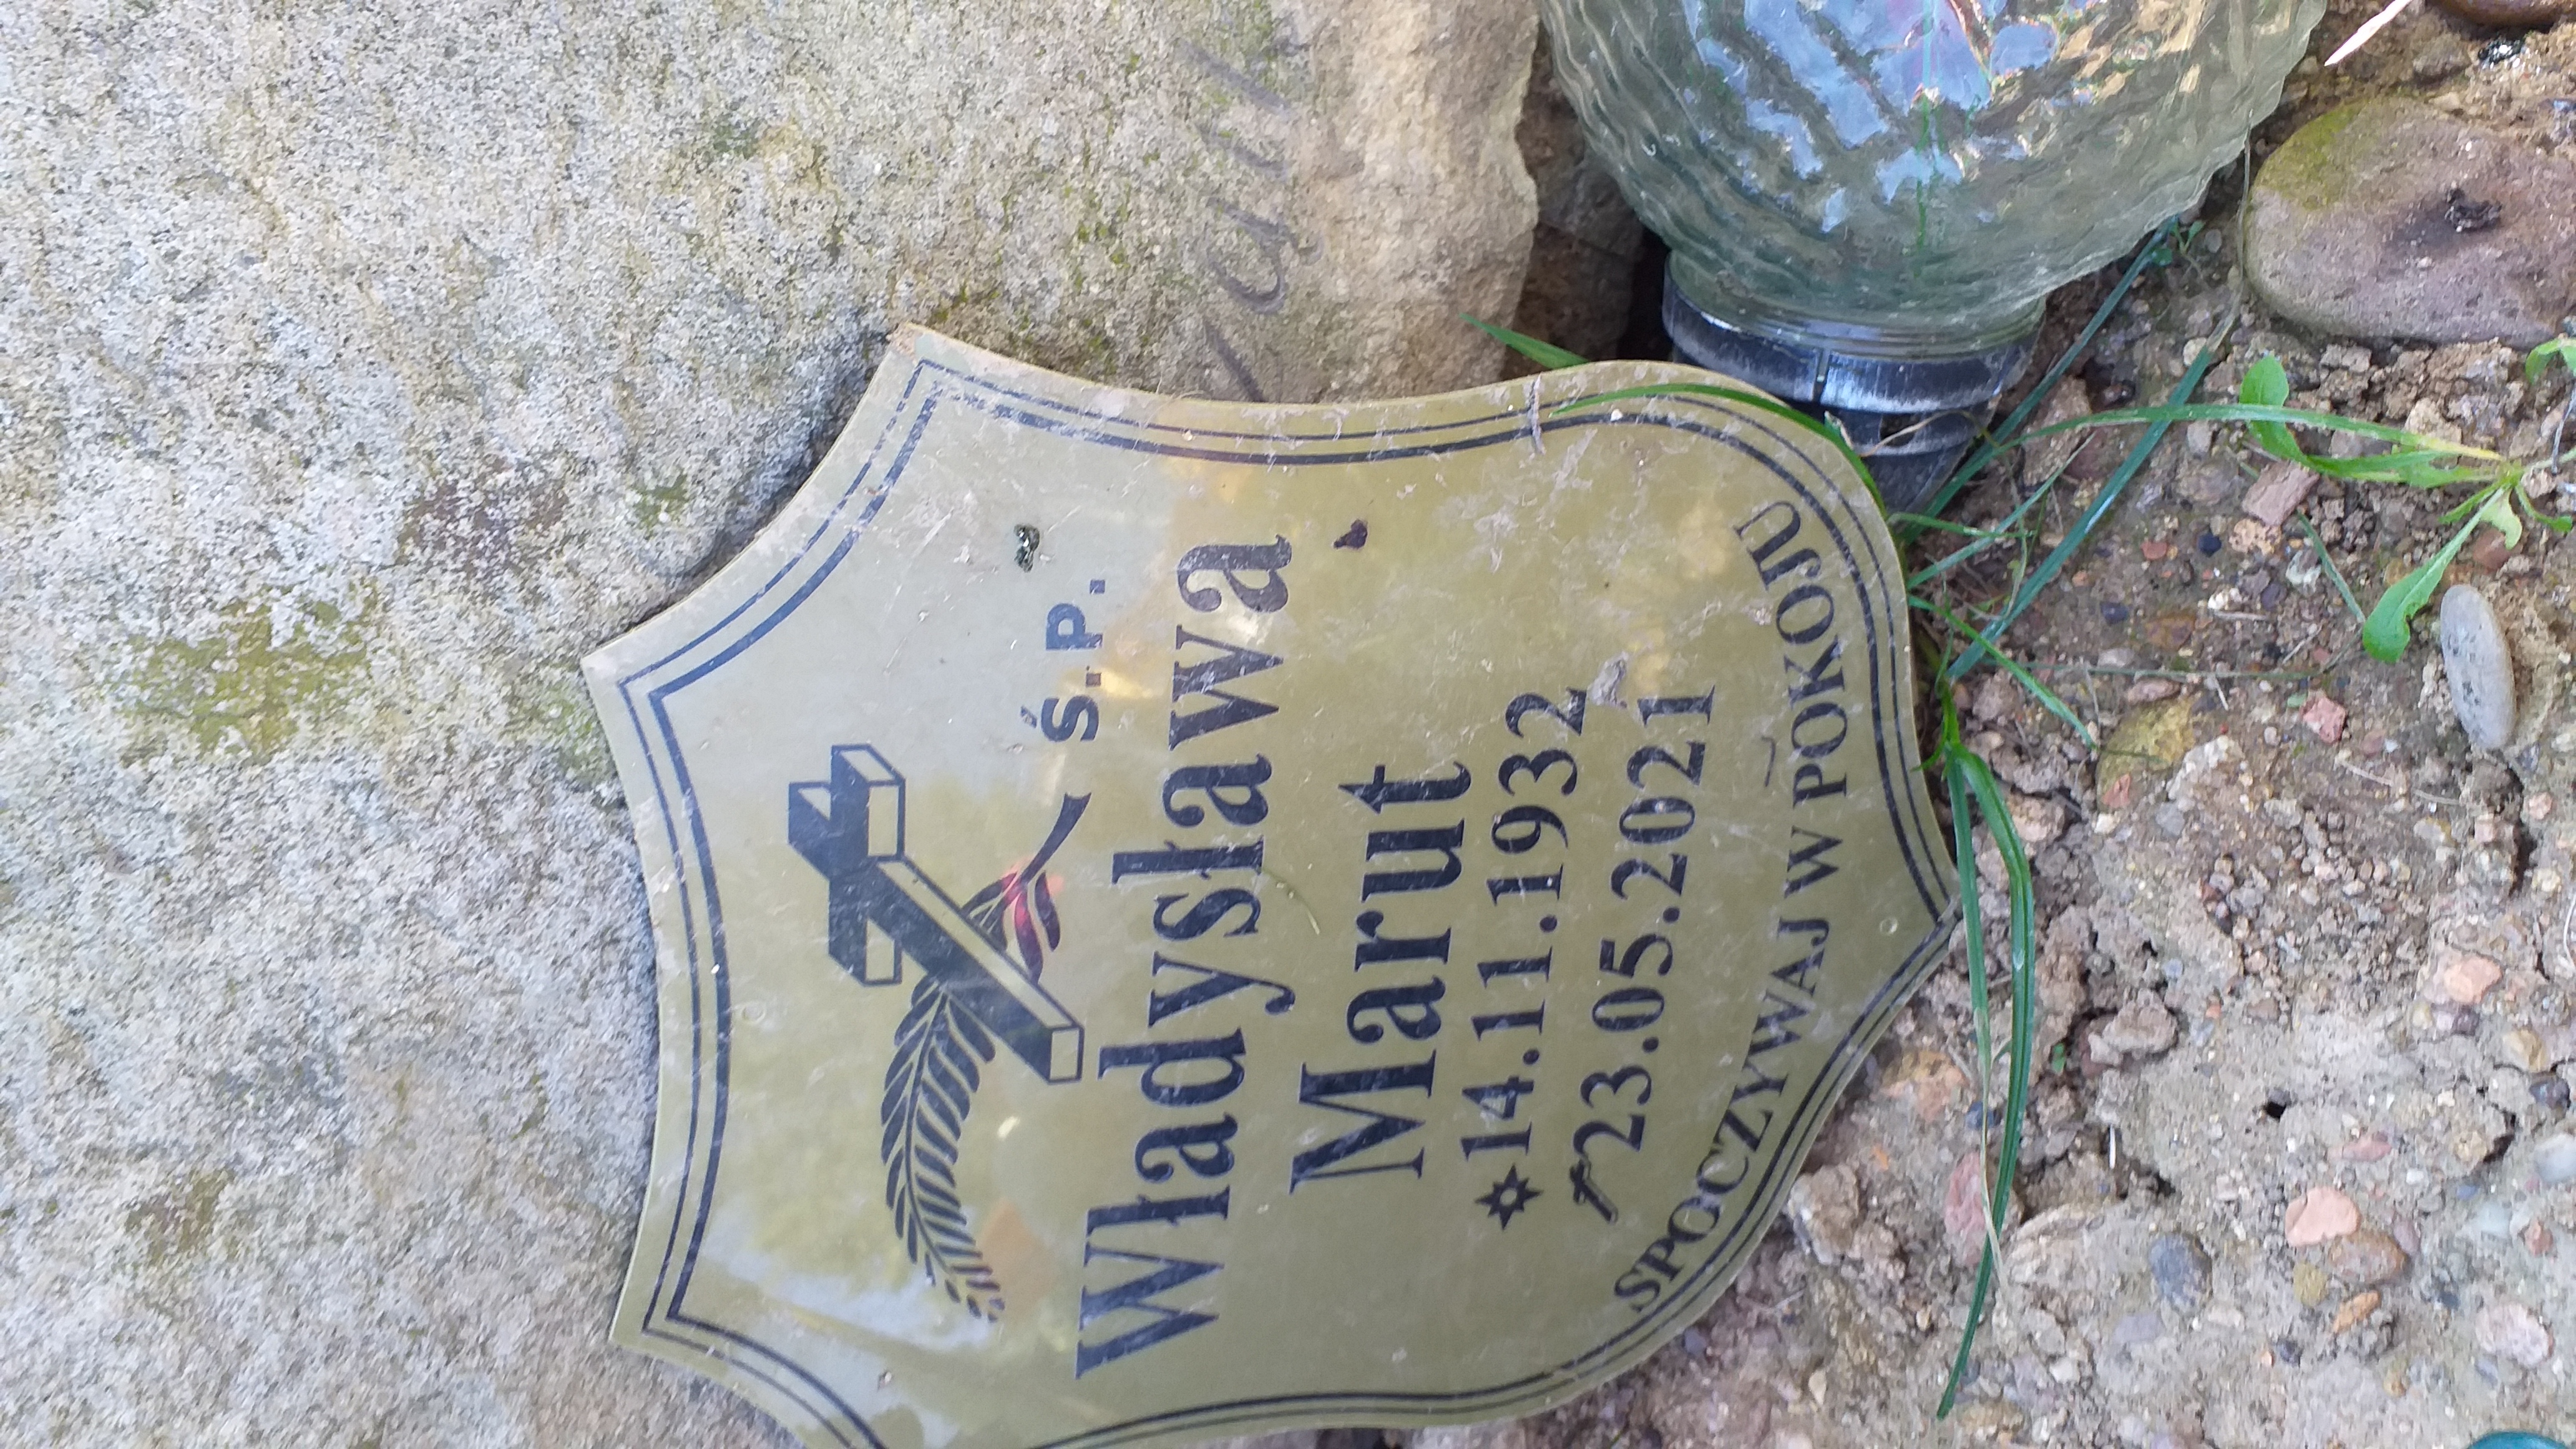 Ś.P.
Władysława
Marut
14.11.1932
23.05.2021
SPOCZYWAJ W POKOJU